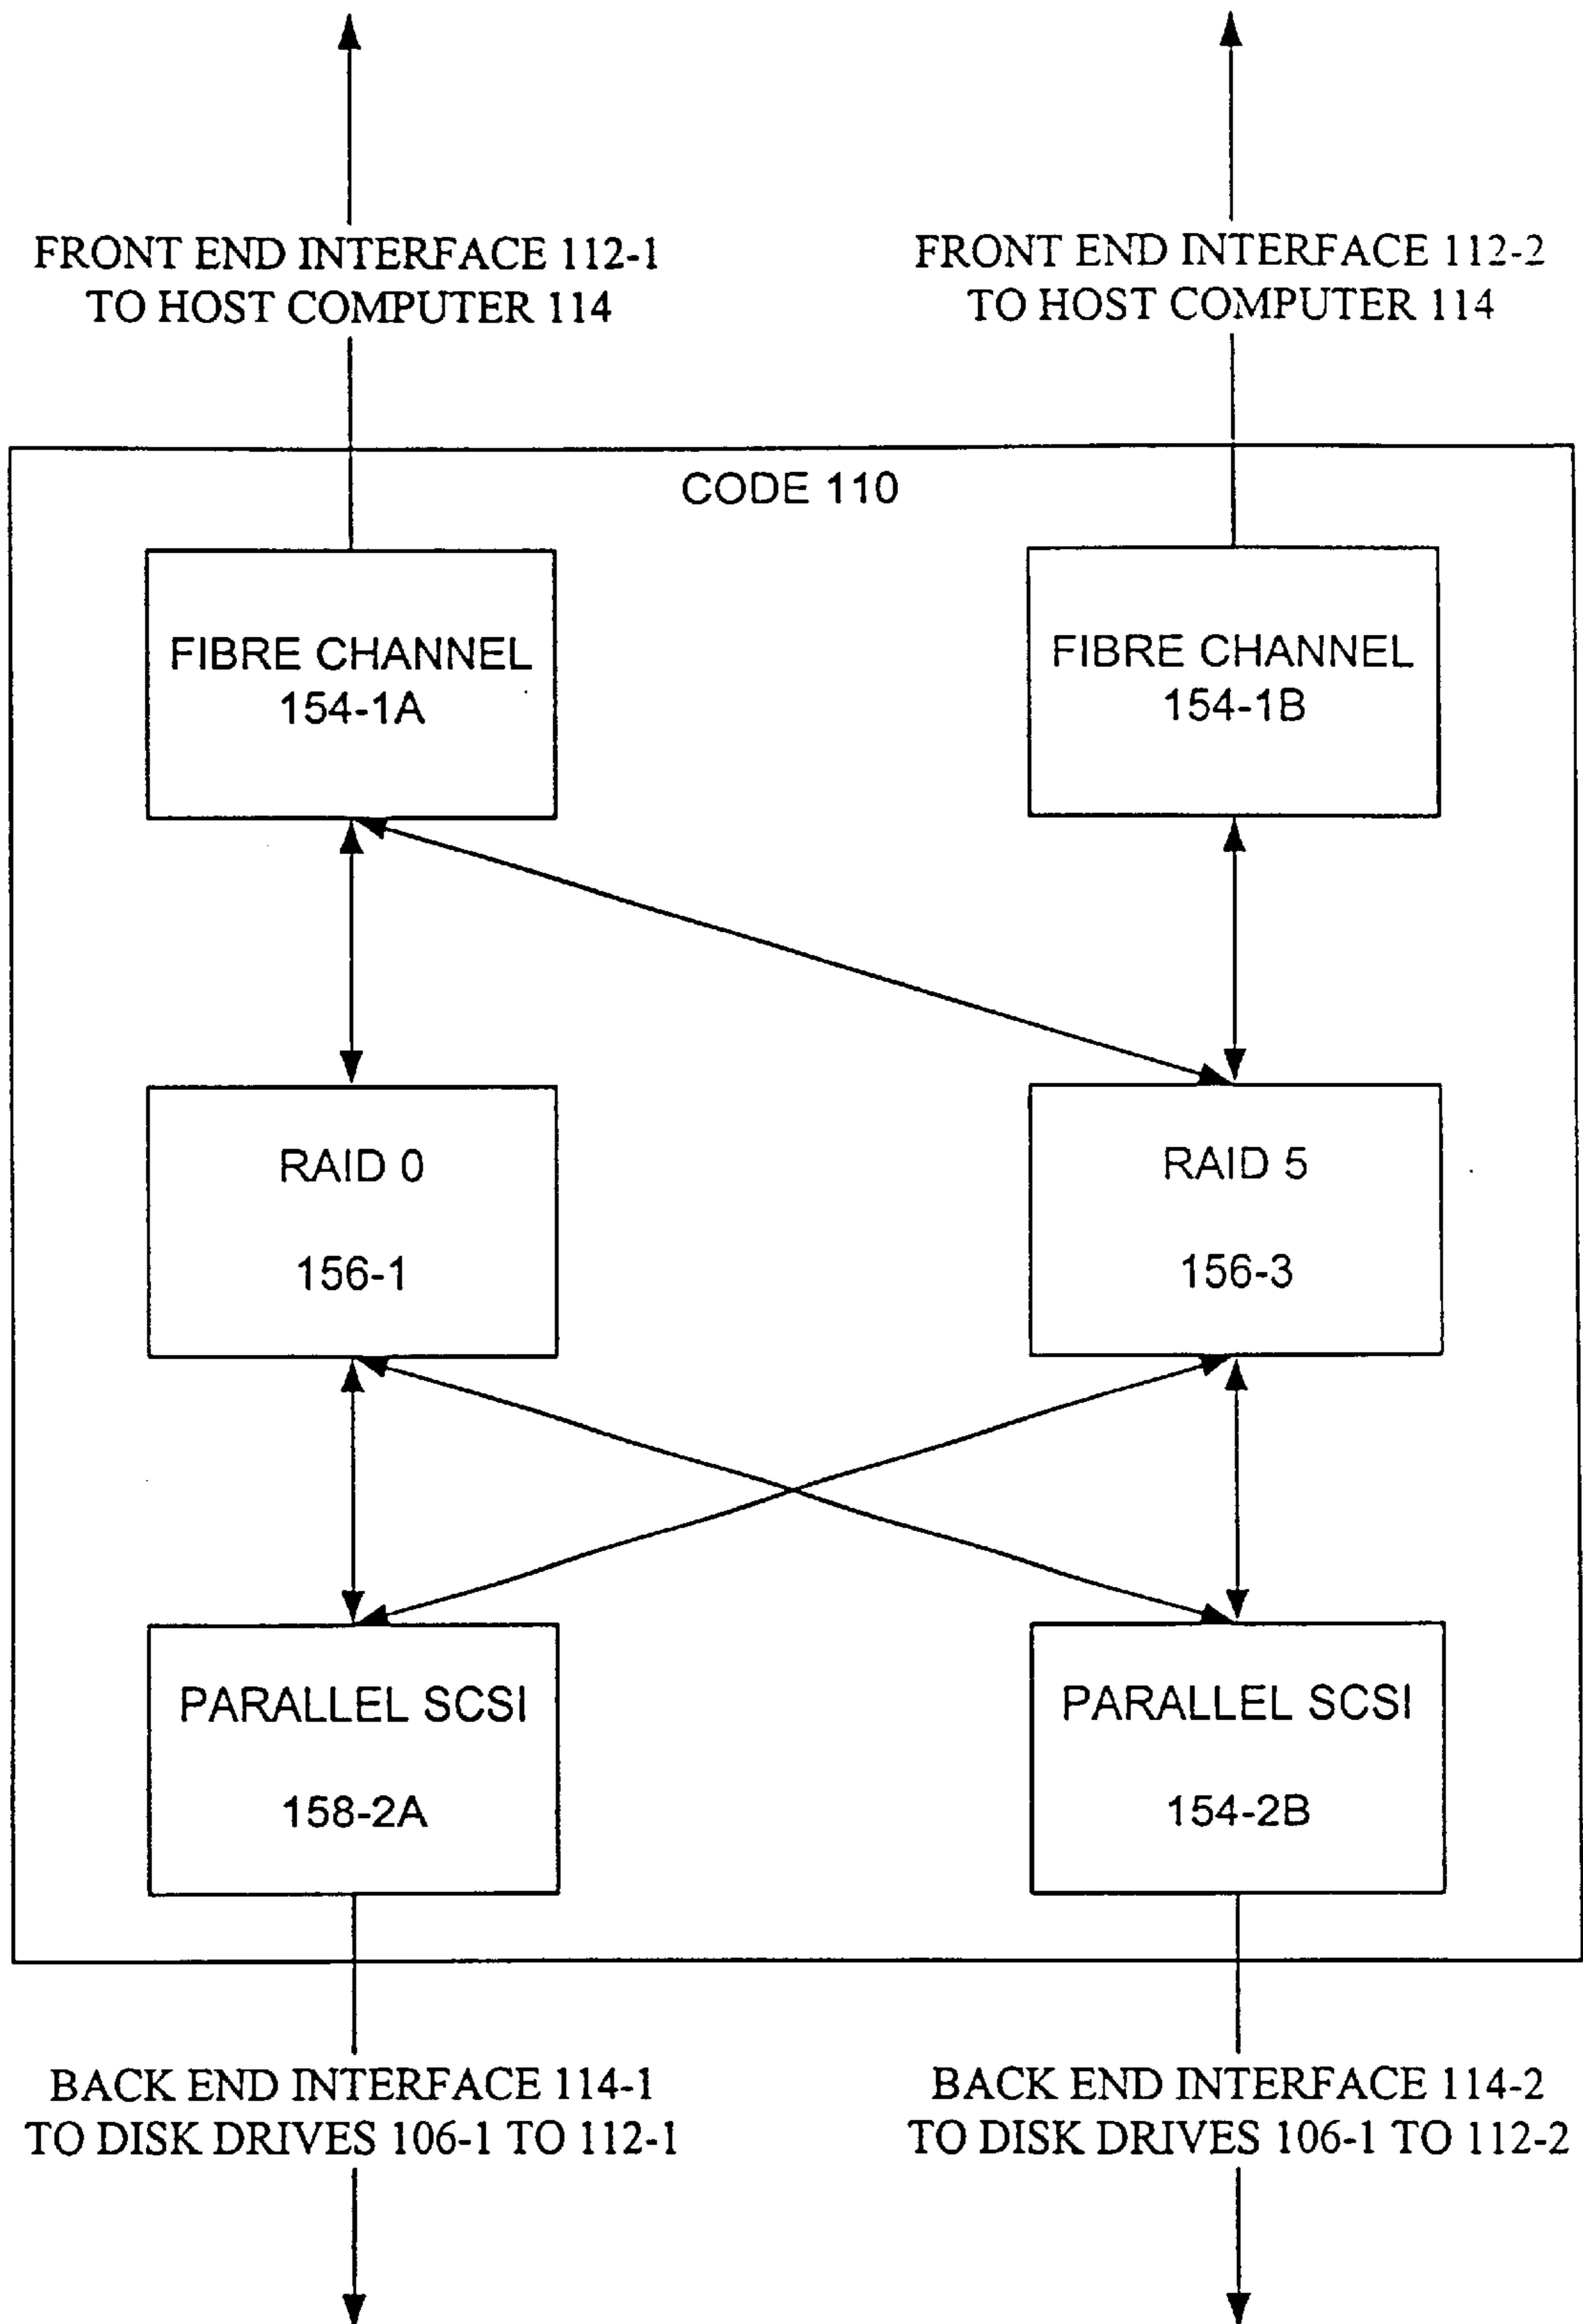 FRONT END INTERFACE 112-1
TO HOST COMPUTER 114
FRONT END INTERFACE 112-2
TO HOST COMPUTER 114
CODE 110
FIBRE CHANNEL
154-1A
FIBRE CHANNEL
154-1B
RAID 0
156-1
RAID 5
156-3
PARALLEL SCSI
158-2A
PARALLEL SCSI
154-2B
BACK END INTERFACE 114-1
TO DISK DRIVES 106-1 TO 112-1
BACK END INTERFACE 114-2
TO DISK DRIVES 106-1 TO 112-2